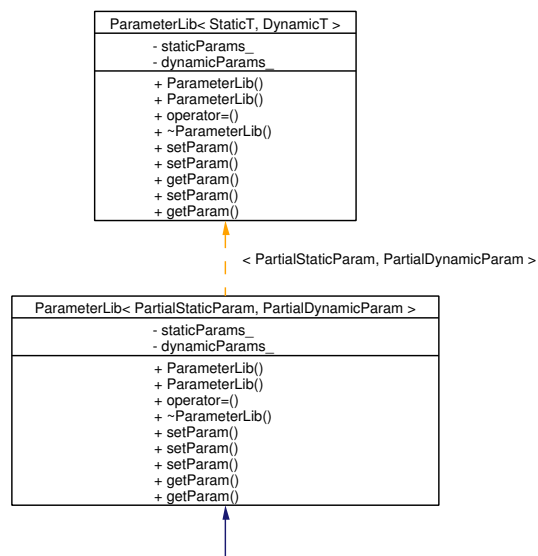 ParameterLib< StaticT, DynamicT >
- staticParams_
- dynamicParams_
+ ParameterLib()
+ ParameterLib()
+ operator=()
+ ~ParameterLib()
+ setParam()
+ setParam()
+ getParam()
+ setParam()
+ getParam()
< PartialStaticParam, PartialDynamicParam >
ParameterLib< PartialStaticParam, PartialDynamicParam >
- staticParams_
- dynamicParams_
+ ParameterLib()
+ ParameterLib()
+ operator=()
+ ~ParameterLib()
+ setParam()
+ setParam()
+ setParam()
+ getParam()
+ getParam()